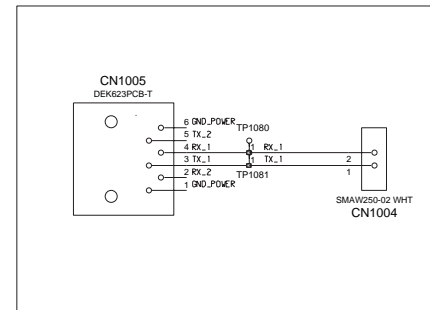 CN1005
DEK623PCB-T
6 GND_POWER
5 TX_2
TP1080
4 RX_1 1 RX_1
3 TX_1 1 TX_1 2
TP1081 1
2 RX_2
1 GND_POWER
SMAW250-02 WHT
CN1004